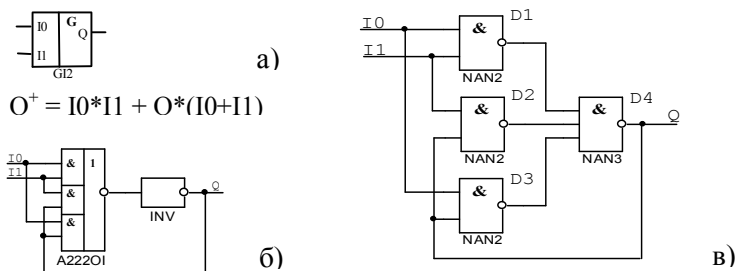 I0 G
Q
I1
GI2
а)
O⁺ = I0*I1 + O*(I0+I1)
I0
I1
& 1
&
&
A222OI
INV
Q
б)
I0
I1
& D1
NAN2
& D2
NAN2
& D3
NAN2
& D4
NAN3
Q
в)